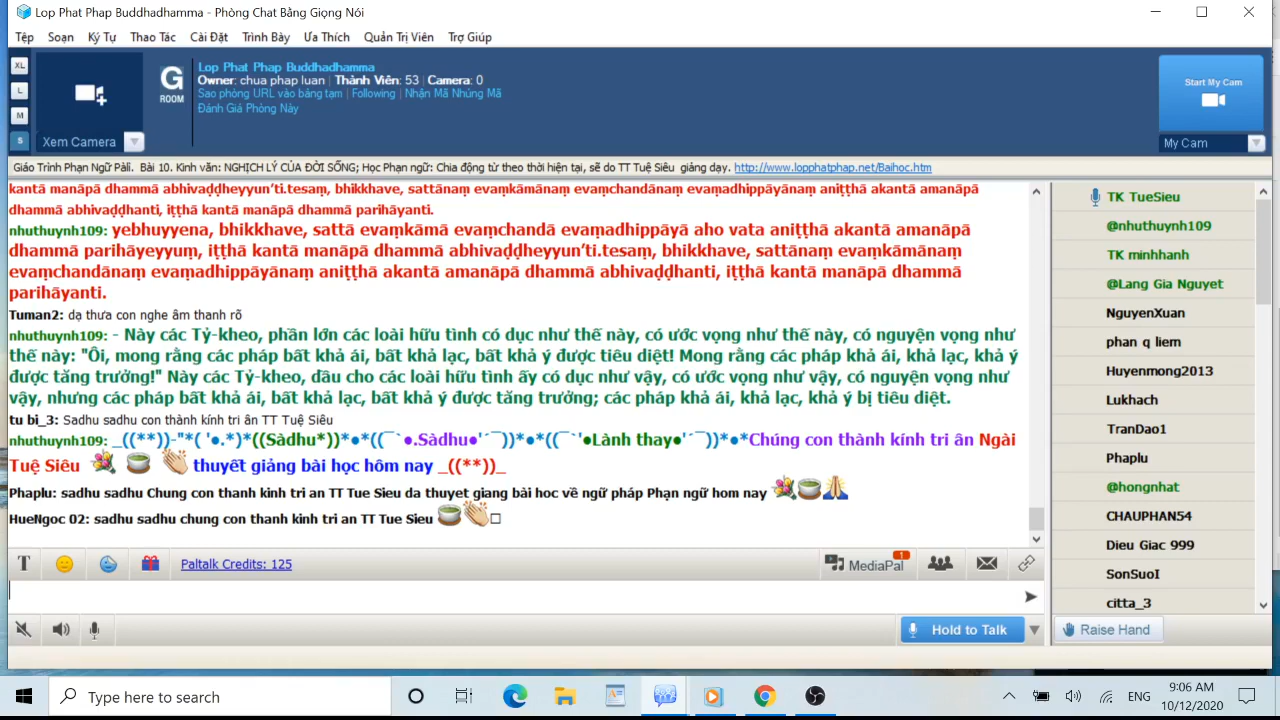 Lop Phat Phap Buddhadhamma - Phòng Chat Bằng Giọng Nói
Tệp Soạn Ký Tự Thao Tác Cài Đặt Trình Bày Ưa Thích Quản Trị Viên Trợ Giúp
XL
L
M
S
Xem Camera
G
ROOM
Lop Phat Phap Buddhadhamma
Owner: chua phap luan | Thành Viên: 53 | Camera: 0
Sao phòng URL vào bảng tạm | Following | Nhận Mã Nhúng Mã
Đánh Giá Phòng Này
Start My Cam
My Cam
Giáo Trình Phạn Ngữ Pàli. Bài 10. Kinh văn: NGHỊCH LÝ CỦA ĐỜI SỐNG; Học Phạn ngữ: Chia động từ theo thời hiện tại, sẽ do TT Tuệ Siêu giảng dạy. http://www.lopphatphap.net/Baihoc.htm
kantā manāpā dhammā abhivaḍḍheyyun'ti.tesaṃ, bhikkhave, sattānaṃ evaṃkāmānaṃ evaṃchandānaṃ evaṃadhippāyānaṃ aniṭṭhā akantā amanāpā
dhammā abhivaḍḍhanti, iṭṭhā kantā manāpā dhammā parihāyanti.
nhuthuynh109: yebhuyyena, bhikkhave, sattā evaṃkāmā evaṃchandā evaṃadhippāyā aho vata aniṭṭhā akantā amanāpā
dhammā parihāyeyyuṃ, iṭṭhā kantā manāpā dhammā abhivaḍḍheyyun'ti.tesaṃ, bhikkhave, sattānaṃ evaṃkāmānaṃ
evaṃchandānaṃ evaṃadhippāyānaṃ aniṭṭhā akantā amanāpā dhammā abhivaḍḍhanti, iṭṭhā kantā manāpā dhammā
parihāyanti.
Tuman2: dạ thưa con nghe âm thanh rõ
nhuthuynh109: - Này các Tỷ-kheo, phần lớn các loài hữu tình có dục như thế này, có ước vọng như thế này, có nguyện vọng như
thế này: "Ôi, mong rằng các pháp bất khả ái, bất khả lạc, bất khả ý được tiêu diệt! Mong rằng các pháp khả ái, khả lạc, khả ý
được tăng trưởng!" Này các Tỷ-kheo, dầu cho các loài hữu tình ấy có dục như vậy, có ước vọng như vậy, có nguyện vọng như
vậy, nhưng các pháp bất khả ái, bất khả lạc, bất khả ý được tăng trưởng; các pháp khả ái, khả lạc, khả ý bị tiêu diệt.
tu bi_3: Sadhu sadhu con thành kính tri ân TT Tuệ Siêu
nhuthuynh109: _((**))-"*( '●.*)*((Sàdhu*))*●*((¯`●.Sàdhu●'´¯))*●*((¯`'●Lành thay●'´¯))*●*Chúng con thành kính tri ân Ngài
Tuệ Siêu thuyết giảng bài học hôm nay _((**))_
Phaplu: sadhu sadhu Chung con thanh kinh tri an TT Tue Sieu da thuyet giang bài hoc về ngữ pháp Phạn ngữ hom nay
HueNgoc 02: sadhu sadhu chung con thanh kinh tri an TT Tue Sieu
T Paltalk Credits: 125 MediaPal 1
Hold to Talk
TK TueSieu
@nhuthuynh109
TK minhhanh
@Lang Gia Nguyet
NguyenXuan
phan q liem
Huyenmong2013
Lukhach
TranDao1
Phaplu
@hongnhat
CHAUPHAN54
Dieu Giac 999
SonSuoI
citta_3
Raise Hand
Type here to search
ENG
9:06 AM
10/12/2020